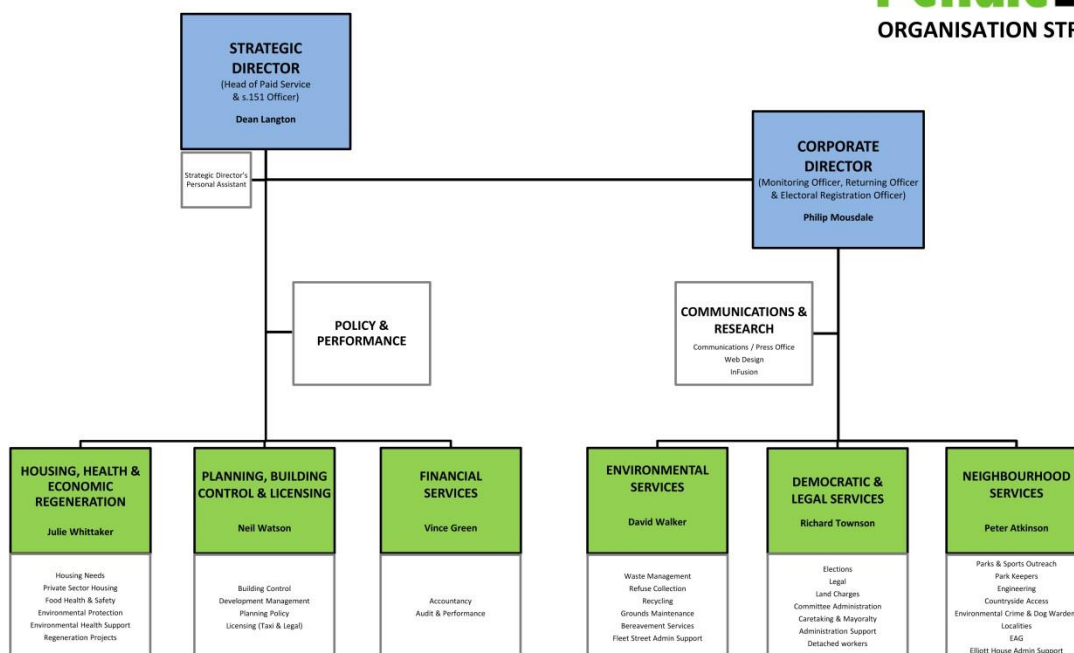 ORGANISATION
STRATEGIC
DIRECTOR
(Head of Paid Service
& s.151 Officer)
Dean Langton
Strategic Director's
Personal Assistant
CORPORATE
DIRECTOR
(Monitoring Officer, Returning Officer
& Electoral Registration Officer)
Philip Mousdale
POLICY &
PERFORMANCE
COMMUNICATIONS &
RESEARCH
Communications / Press Office
Web Design
InFusion
HOUSING, HEALTH &
ECONOMIC
REGENERATION
Julie Whittaker
Housing Needs
Private Sector Housing
Food Health & Safety
Environmental Protection
Environmental Health Support
Regeneration Projects
PLANNING, BUILDING
CONTROL & LICENSING
Neil Watson
Building Control
Development Management
Planning Policy
Licensing (Taxi & Legal)
FINANCIAL
SERVICES
Vince Green
Accountancy
Audit & Performance
ENVIRONMENTAL
SERVICES
David Walker
Waste Management
Refuse Collection
Recycling
Grounds Maintenance
Bereavement Services
Fleet Street Admin Support
DEMOCRATIC &
LEGAL SERVICES
Richard Townson
Elections
Legal
Land Charges
Committee Administration
Caretaking & Mayoralty
Administration Support
Detached workers
NEIGHBOURHOOD
SERVICES
Peter Atkinson
Parks & Sports Outreach
Park Keepers
Engineering
Countryside Access
Environmental Crime & Dog Warden
Localities
EAG
Elliott House Admin Support